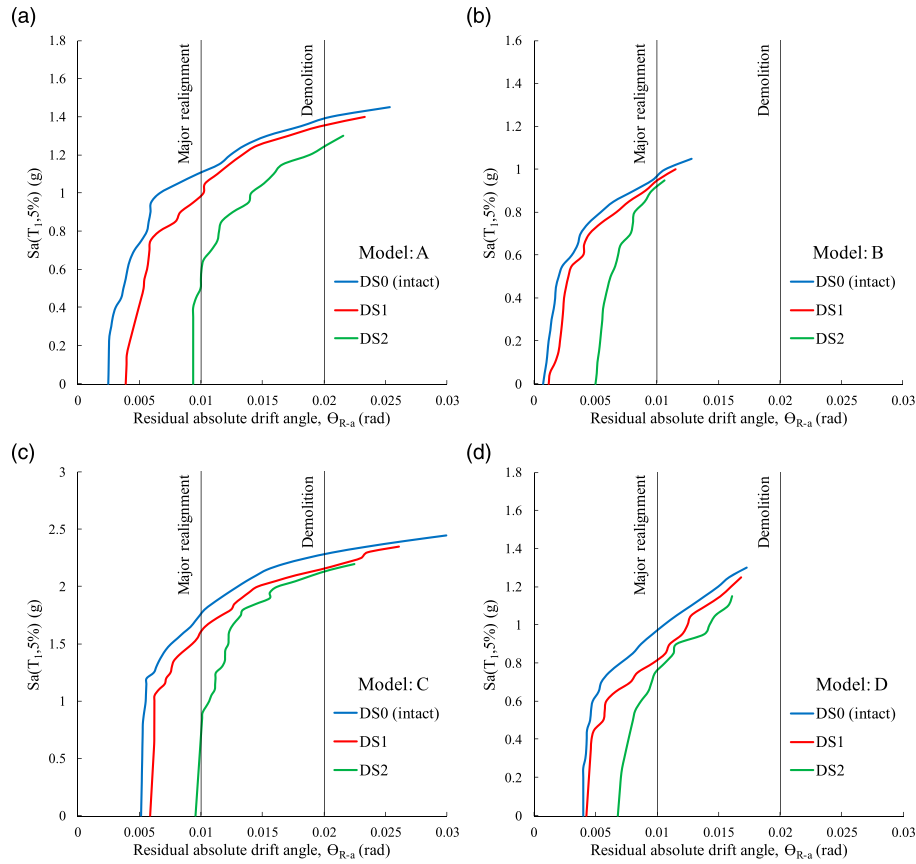 (a)
1.8
1.6
1.4
1.2
1
0.8
0.6
0.4
0.2
0
Sa(T1,5%) (g)
Major realignment
Demolition
Model: A
DS0 (intact)
DS1
DS2
0 0.005 0.01 0.015 0.02 0.025 0.03
Residual absolute drift angle, ΘR-a (rad)
(b)
1.6
1.4
1.2
1
0.8
0.6
0.4
0.2
0
Sa(T1,5%) (g)
Major realignment
Demolition
Model: B
DS0 (intact)
DS1
DS2
0 0.005 0.01 0.015 0.02 0.025 0.03
Residual absolute drift angle, ΘR-a (rad)
(c)
3
2.5
2
1.5
1
0.5
0
Sa(T1,5%) (g)
Major realignment
Demolition
Model: C
DS0 (intact)
DS1
DS2
0 0.005 0.01 0.015 0.02 0.025 0.03
Residual absolute drift angle, ΘR-a (rad)
(d)
1.8
1.6
1.4
1.2
1
0.8
0.6
0.4
0.2
0
Sa(T1,5%) (g)
Major realignment
Demolition
Model: D
DS0 (intact)
DS1
DS2
0 0.005 0.01 0.015 0.02 0.025 0.03
Residual absolute drift angle, ΘR-a (rad)